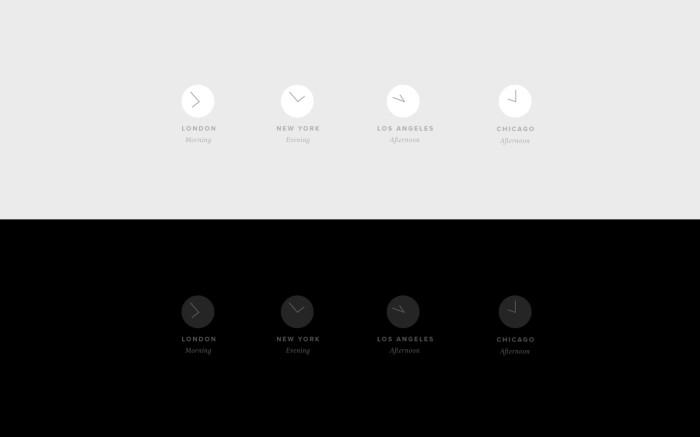 LONDON
Morning
NEW YORK
Evening
LOS ANGELES
Afternoon
CHICAGO
Afternoon
LONDON
Morning
NEW YORK
Evening
LOS ANGELES
Afternoon
CHICAGO
Afternoon